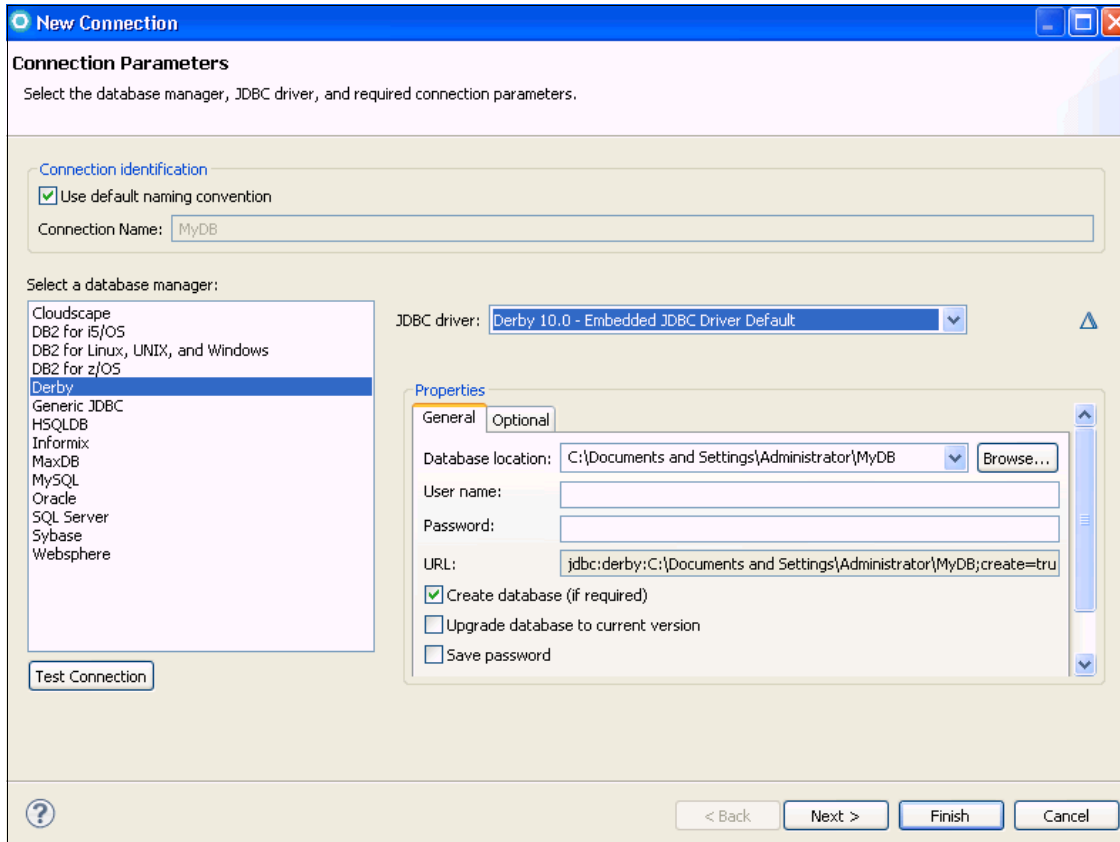 New Connection
Connection Parameters
Select the database manager, JDBC driver, and required connection parameters.
Connection identification
Use default naming convention
Connection Name: MyDB
Select a database manager:
Cloudscape
DB2 for i5/OS
DB2 for Linux, UNIX, and Windows
DB2 for z/OS
Derby
Generic JDBC
HSQLDB
Informix
MaxDB
MySQL
Oracle
SQL Server
Sybase
Websphere
Test Connection
JDBC driver: Derby 10.0 - Embedded JDBC Driver Default
Properties
General Optional
Database location: C:\Documents and Settings\Administrator\MyDB Browse...
User name:
Password:
URL: jdbc:derby:C:\Documents and Settings\Administrator\MyDB;create=tru
Create database (if required)
Upgrade database to current version
Save password
? < Back Next > Finish Cancel